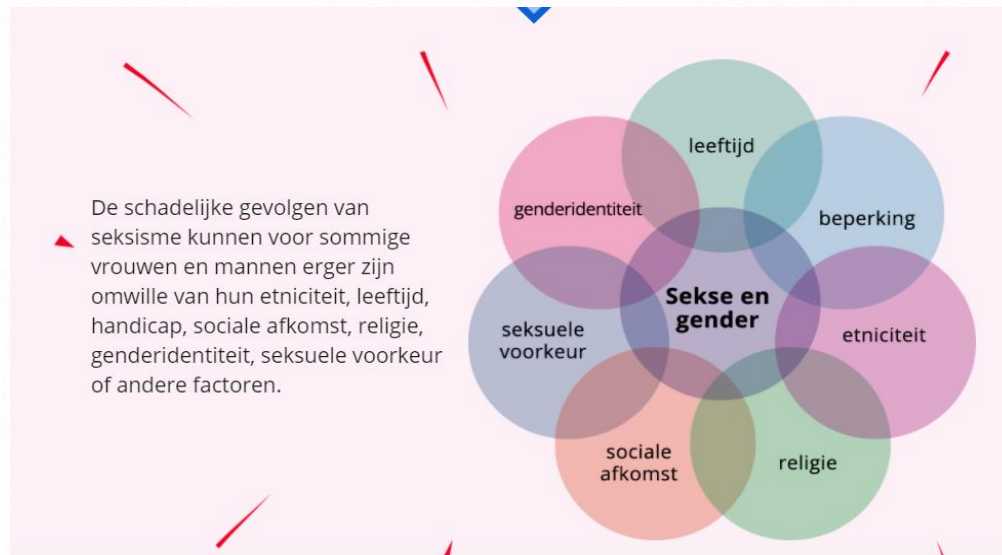 De schadelijke gevolgen van
seksisme kunnen voor sommige
vrouwen en mannen erger zijn
omwille van hun etniciteit, leeftijd,
handicap, sociale afkomst, religie,
genderidentiteit, seksuele voorkeur
of andere factoren.
leeftijd
genderidentiteit
beperking
Sekse en
gender
seksuele
voorkeur
etniciteit
sociale
afkomst
religie